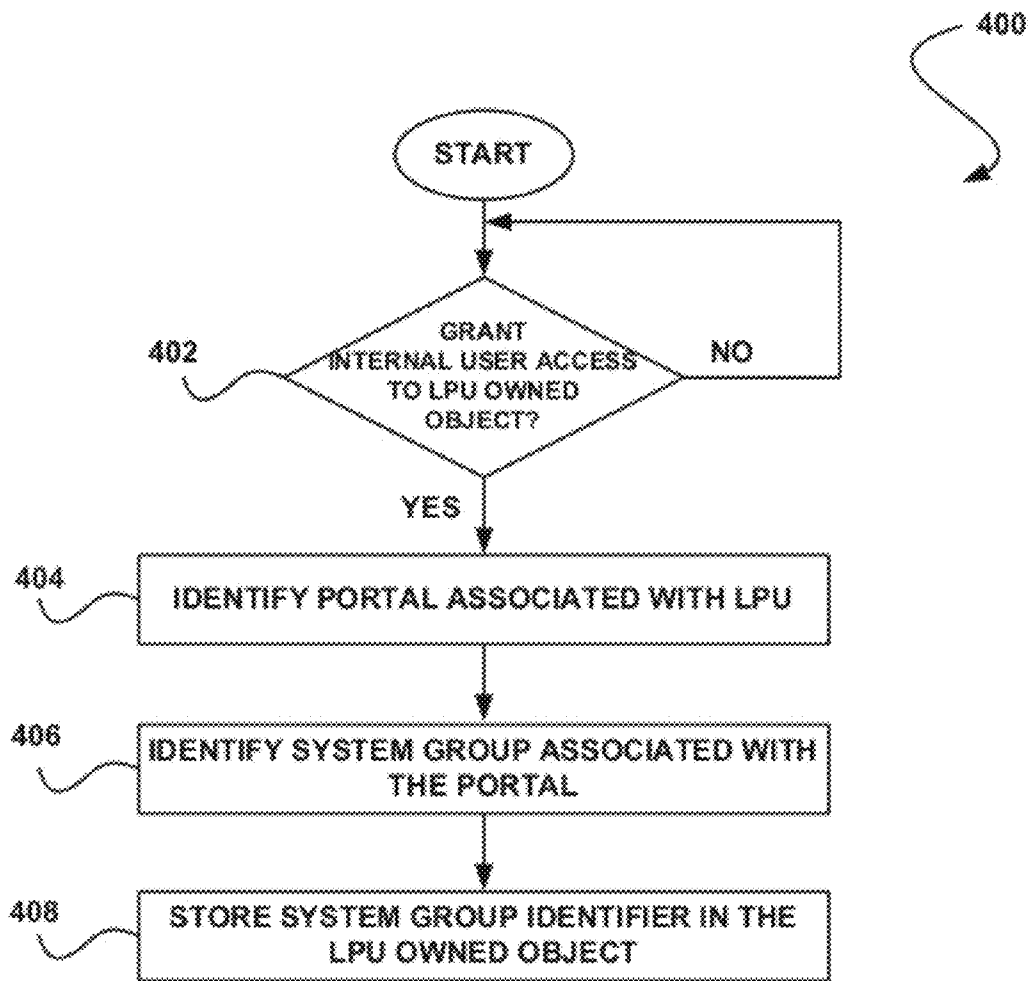 400
START
402
GRANT
INTERNAL USER ACCESS
TO LPU OWNED
OBJECT?
NO
YES
404
IDENTIFY PORTAL ASSOCIATED WITH LPU
406
IDENTIFY SYSTEM GROUP ASSOCIATED WITH
THE PORTAL
408
STORE SYSTEM GROUP IDENTIFIER IN THE
LPU OWNED OBJECT